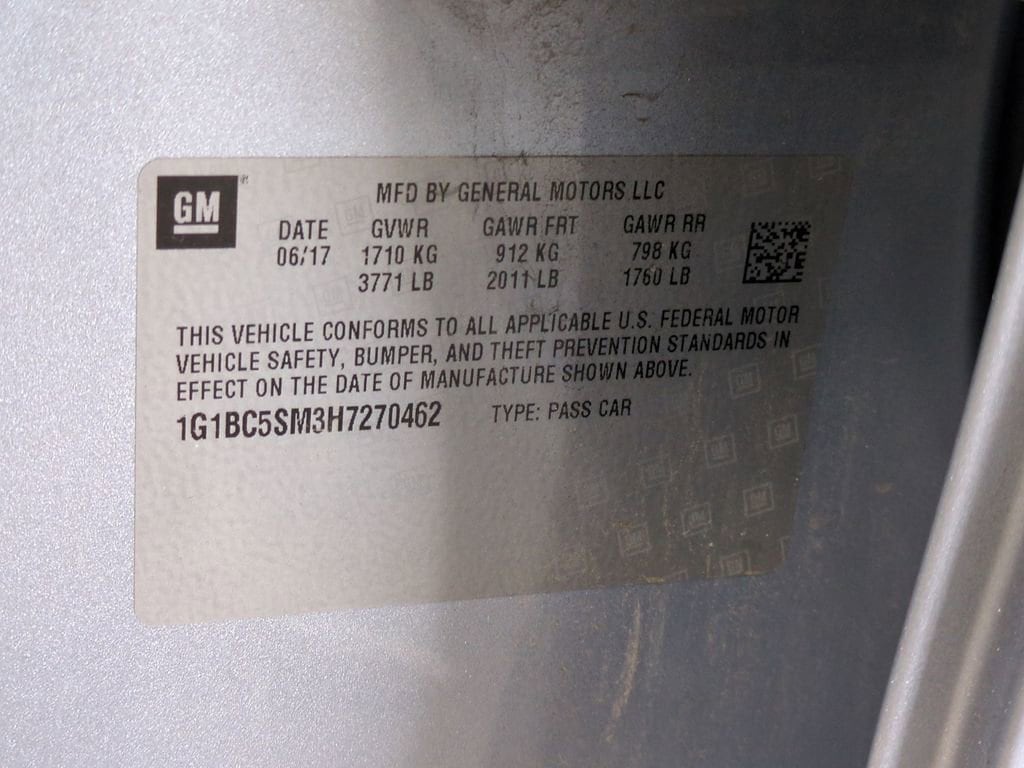 GM®
MFD BY GENERAL MOTORS LLC
DATE GVWR GAWR FRT GAWR RR
06/17 1710 KG 912 KG 798 KG
3771 LB 2011 LB 1760 LB
THIS VEHICLE CONFORMS TO ALL APPLICABLE U.S. FEDERAL MOTOR
VEHICLE SAFETY, BUMPER, AND THEFT PREVENTION STANDARDS IN
EFFECT ON THE DATE OF MANUFACTURE SHOWN ABOVE.
1G1BC5SM3H7270462 TYPE: PASS CAR